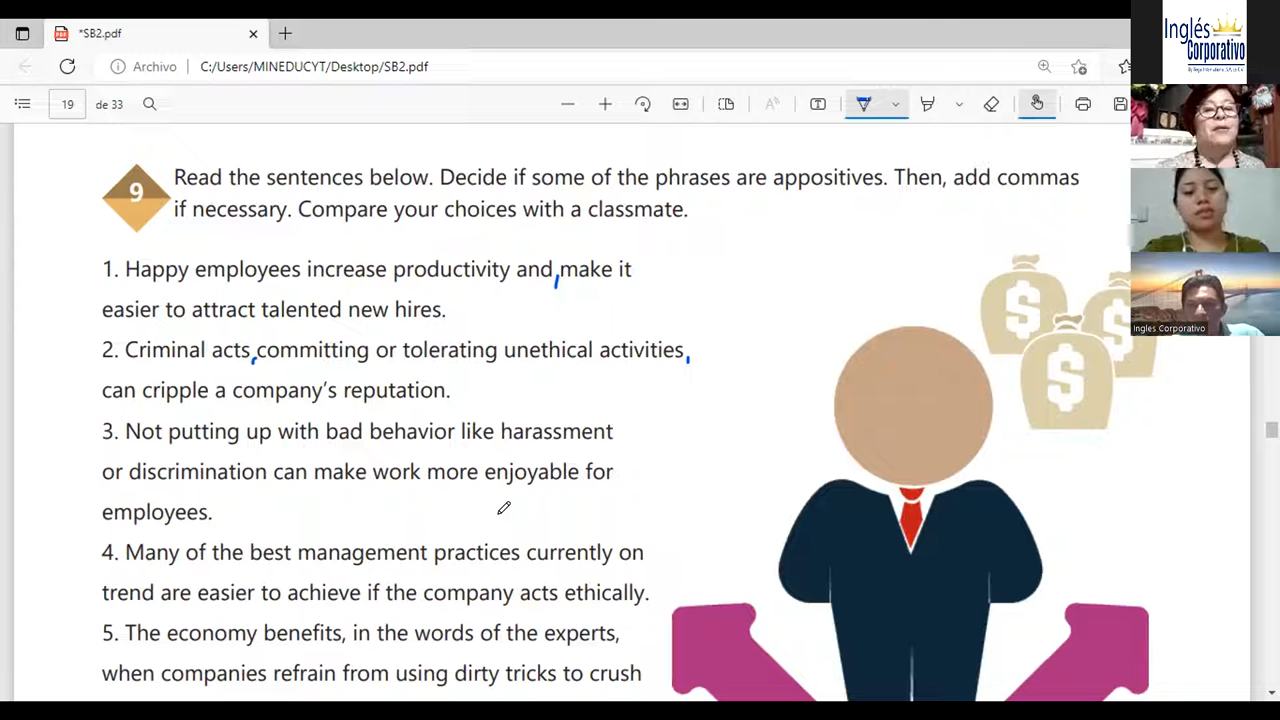 *SB2.pdf
Archivo
C:/Users/MINEDUCYT/Desktop/SB2.pdf
19
de 33
Inglés
Corporativo
9
Read the sentences below. Decide if some of the phrases are appositives. Then, add commas
if necessary. Compare your choices with a classmate.
1. Happy employees increase productivity and, make it
easier to attract talented new hires.
2. Criminal acts, committing or tolerating unethical activities,
can cripple a company's reputation.
3. Not putting up with bad behavior like harassment
or discrimination can make work more enjoyable for
employees.
4. Many of the best management practices currently on
trend are easier to achieve if the company acts ethically.
5. The economy benefits, in the words of the experts,
when companies refrain from using dirty tricks to crush
$
$
$
Ingles Corporativo